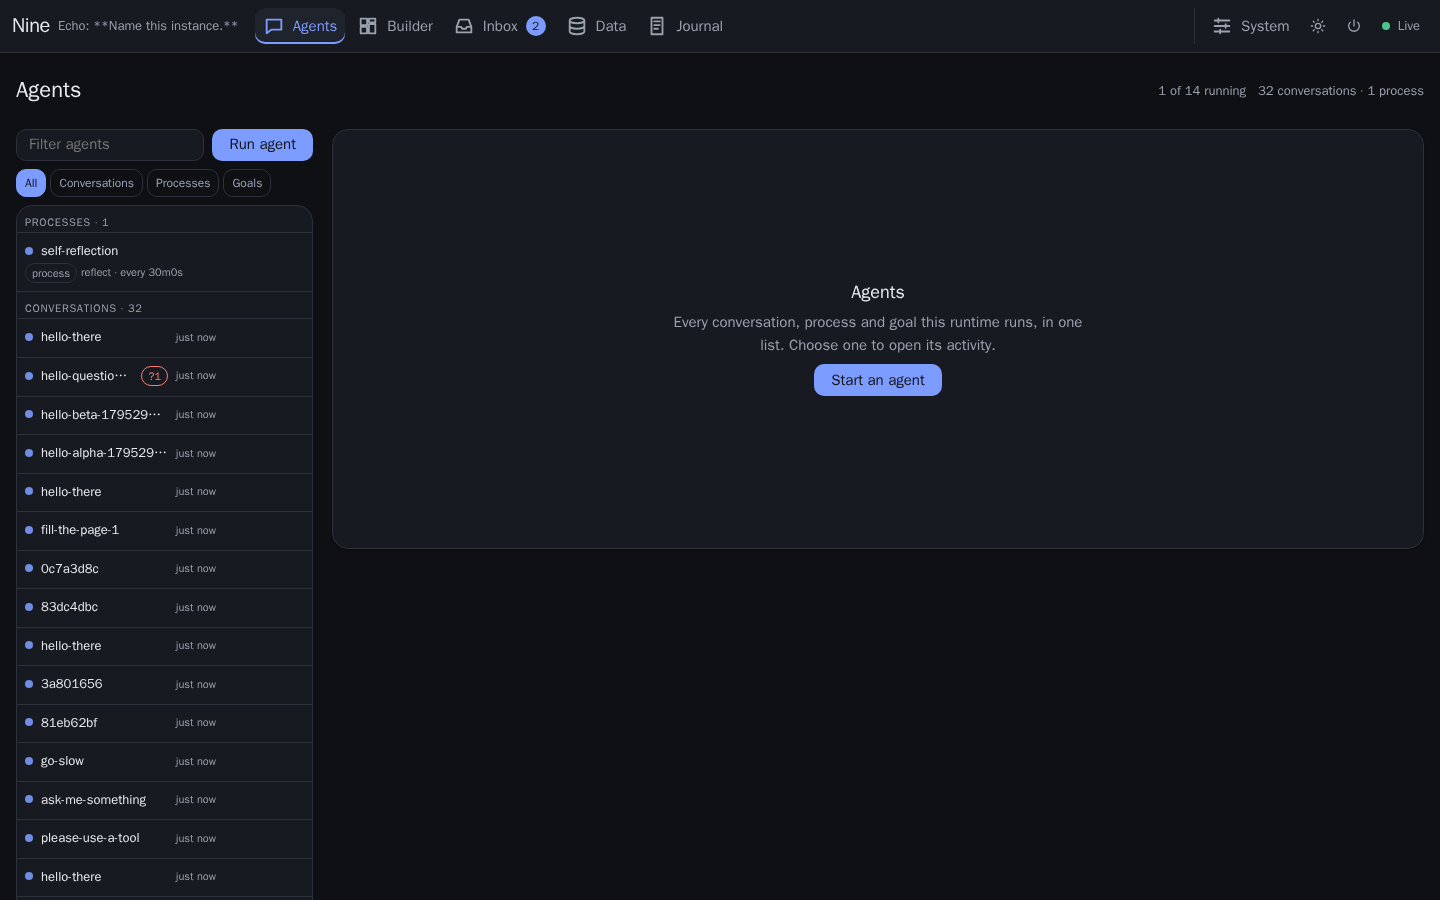 Nine Echo: **Name this instance.** Agents Builder Inbox 2 Data Journal System Live
Agents
1 of 14 running 32 conversations · 1 process
Filter agents Run agent
All Conversations Processes Goals
PROCESSES · 1
self-reflection
process reflect · every 30m0s
CONVERSATIONS · 32
hello-there just now
hello-questio··· ?1 just now
hello-beta-179529··· just now
hello-alpha-179529··· just now
hello-there just now
fill-the-page-1 just now
0c7a3d8c just now
83dc4dbc just now
hello-there just now
3a801656 just now
81eb62bf just now
go-slow just now
ask-me-something just now
please-use-a-tool just now
hello-there just now
Agents
Every conversation, process and goal this runtime runs, in one
list. Choose one to open its activity.
Start an agent